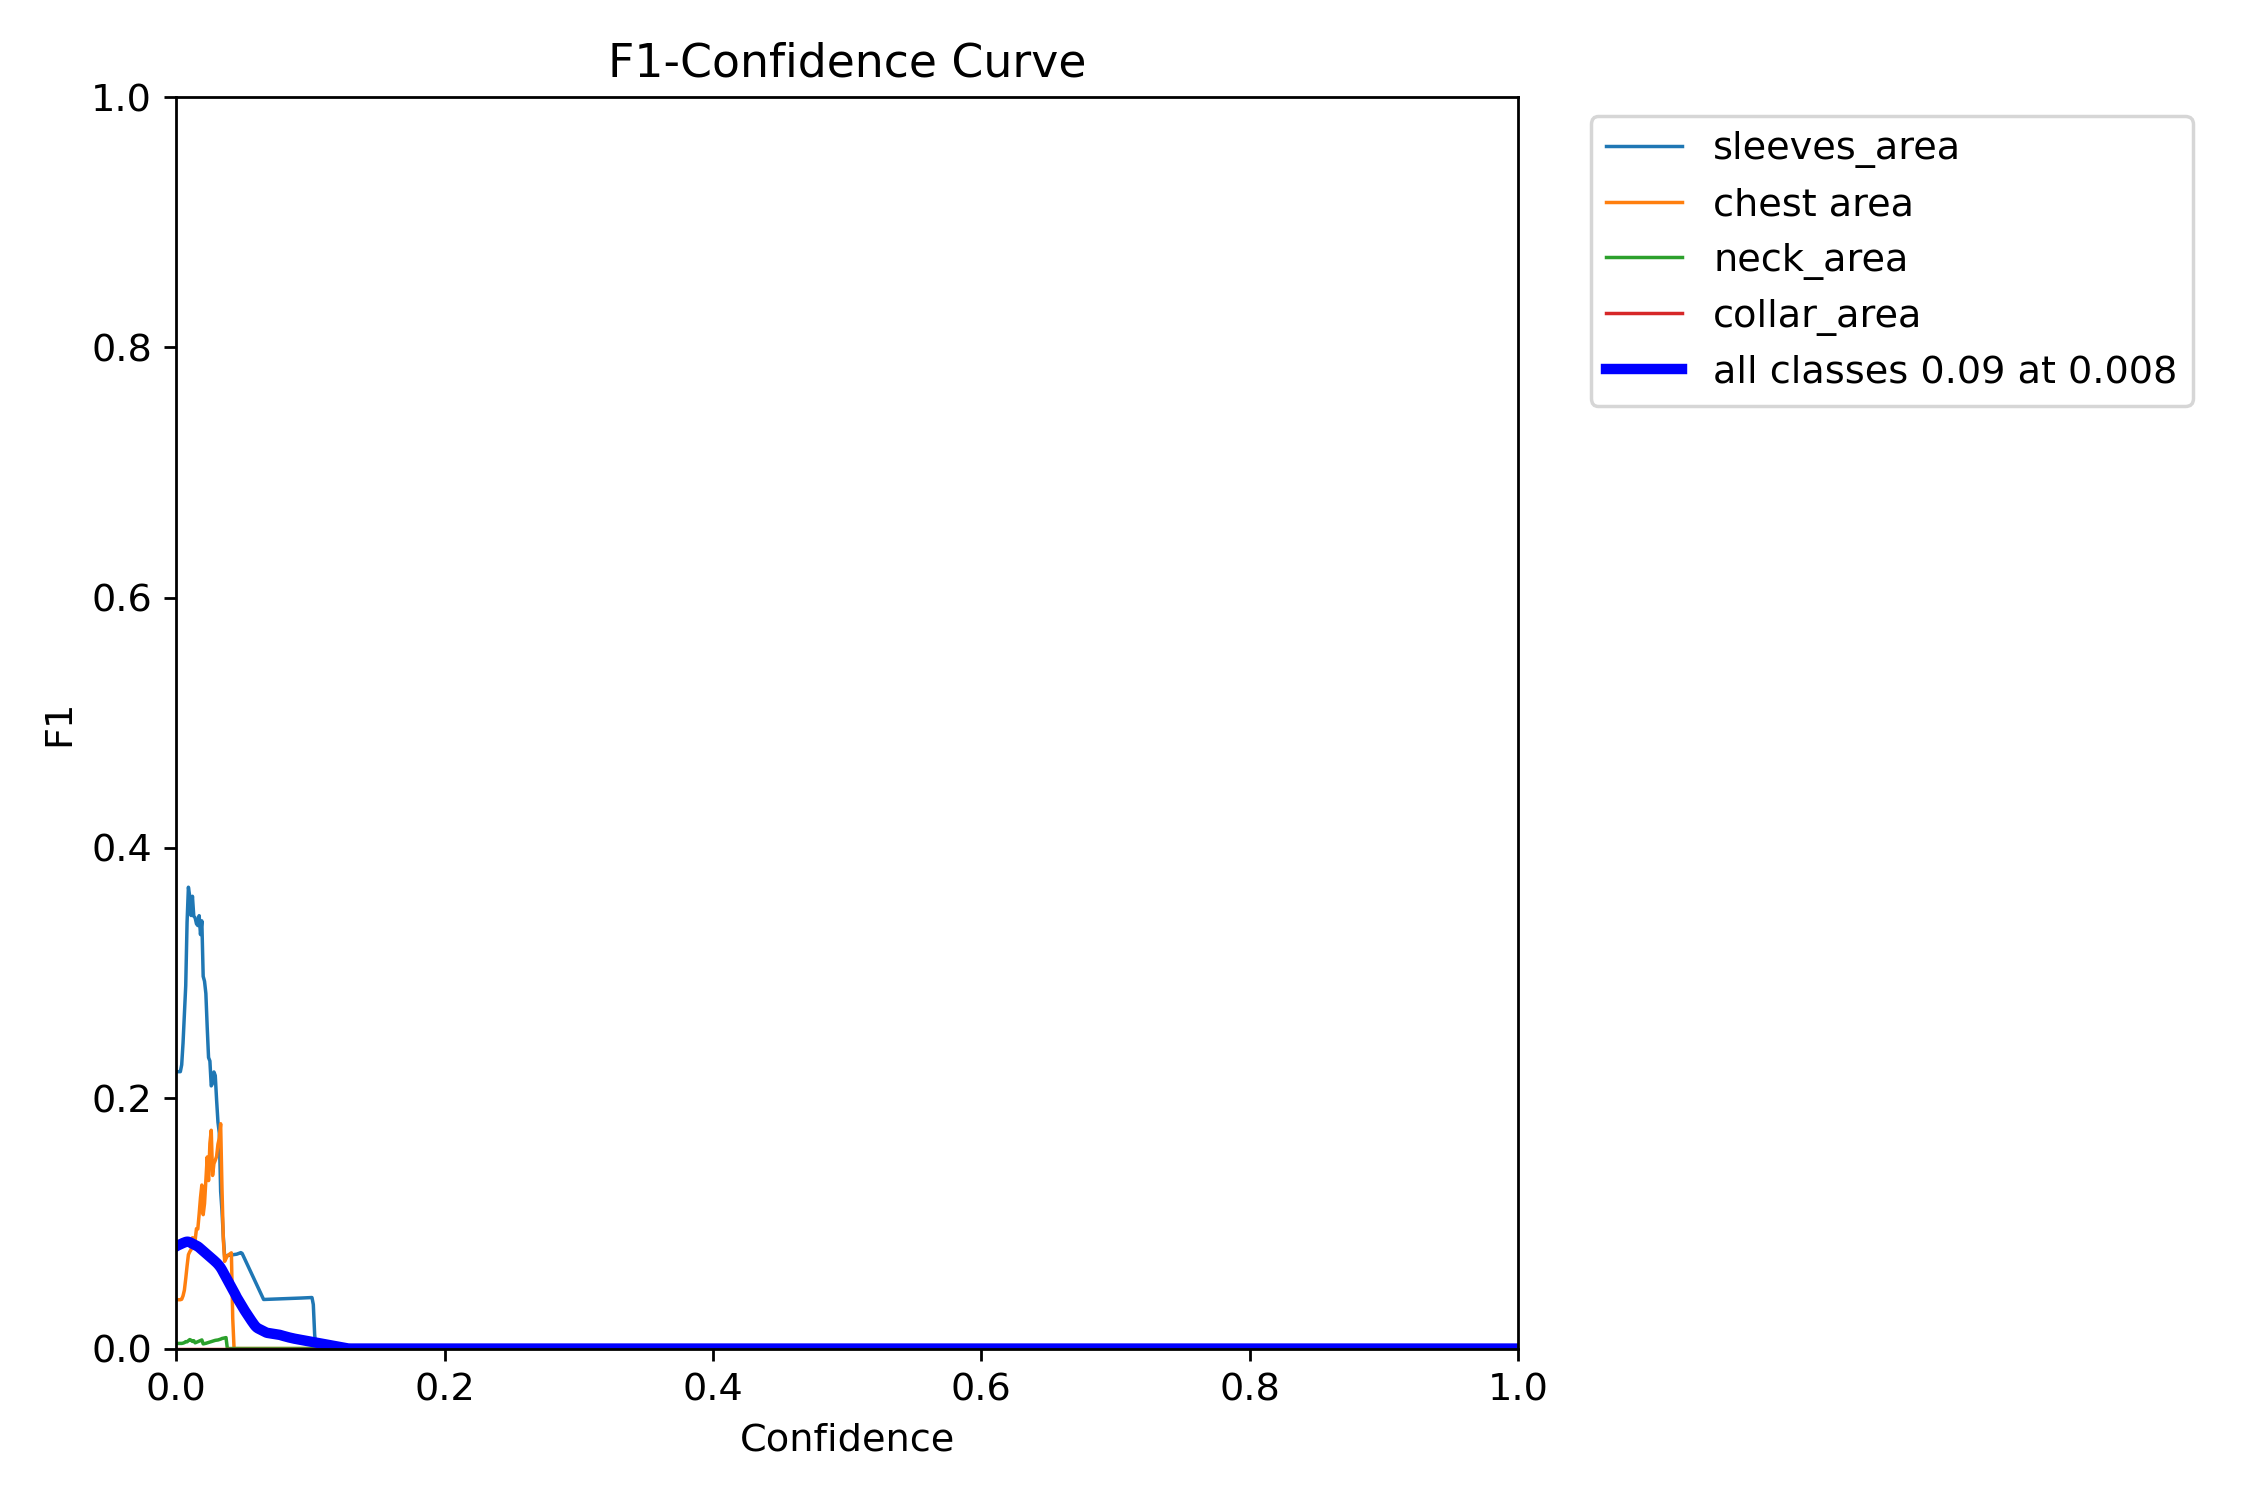 F1-Confidence Curve
1.0
0.8
0.6
0.4
0.2
0.0
F1
0.0 0.2 0.4 0.6 0.8 1.0
Confidence
sleeves_area
chest area
neck_area
collar_area
all classes 0.09 at 0.008